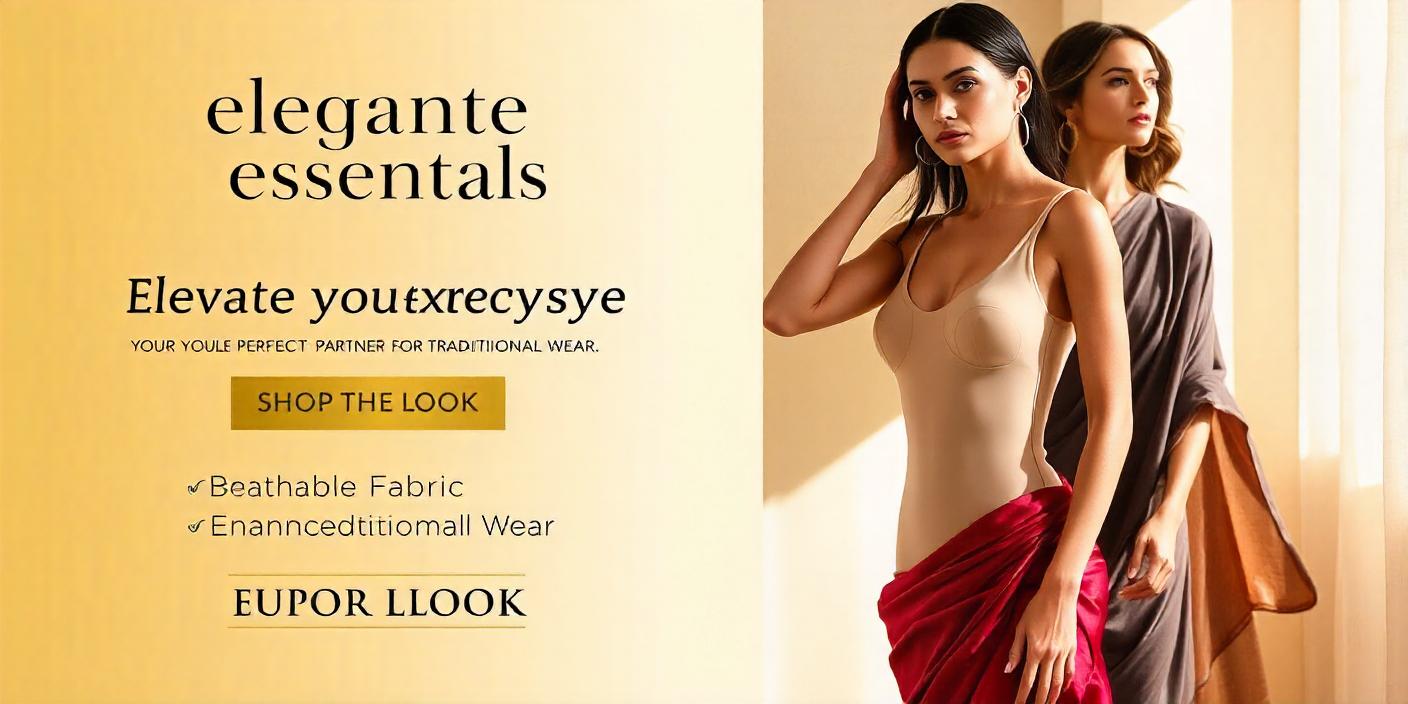 elegante
essentals
Elevate youtxrecysye
YOUR YOULE PERFECT PARTNER FOR TRADITIIONAL WEAR.
SHOP THE LOOK
✓Beathable Fabric
✓Enanncedtitiomall Wear
EUPOR LLOOK